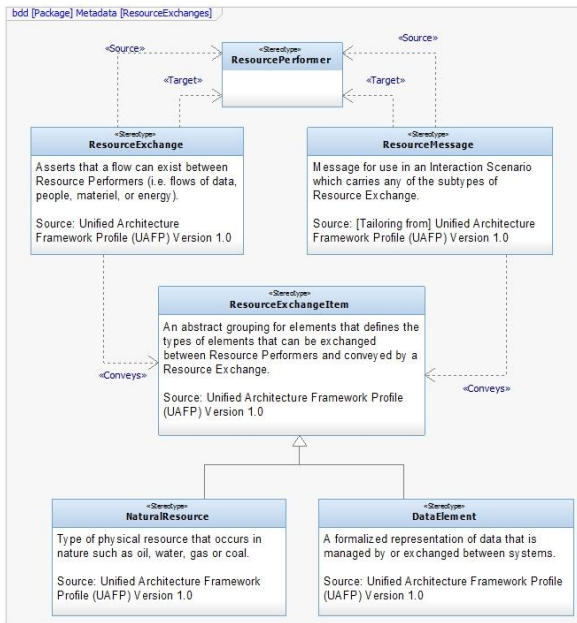 bdd [Package] Metadata [ResourceExchanges]
«Source»
«Source»
«Stereotype»
ResourcePerformer
«Target»
«Target»
«Stereotype»
ResourceExchange
Asserts that a flow can exist between
Resource Performers (i.e. flows of data,
people, materiel, or energy).
Source: Unified Architecture
Framework Profile (UAFP) Version 1.0
«Stereotype»
ResourceMessage
Message for use in an Interaction Scenario
which carries any of the subtypes of
Resource Exchange.
Source: [Tailoring from] Unified Architecture
Framework Profile (UAFP) Version 1.0
«Stereotype»
ResourceExchangeItem
An abstract grouping for elements that defines the
types of elements that can be exchanged
between Resource Performers and conveyed by a
Resource Exchange.
Source: Unified Architecture Framework Profile
(UAFP) Version 1.0
«Conveys»
«Conveys»
«Stereotype»
NaturalResource
Type of physical resource that occurs in
nature such as oil, water, gas or coal.
Source: Unified Architecture Framework
Profile (UAFP) Version 1.0
«Stereotype»
DataElement
A formalized representation of data that is
managed by or exchanged between systems.
Source: Unified Architecture Framework
Profile (UAFP) Version 1.0